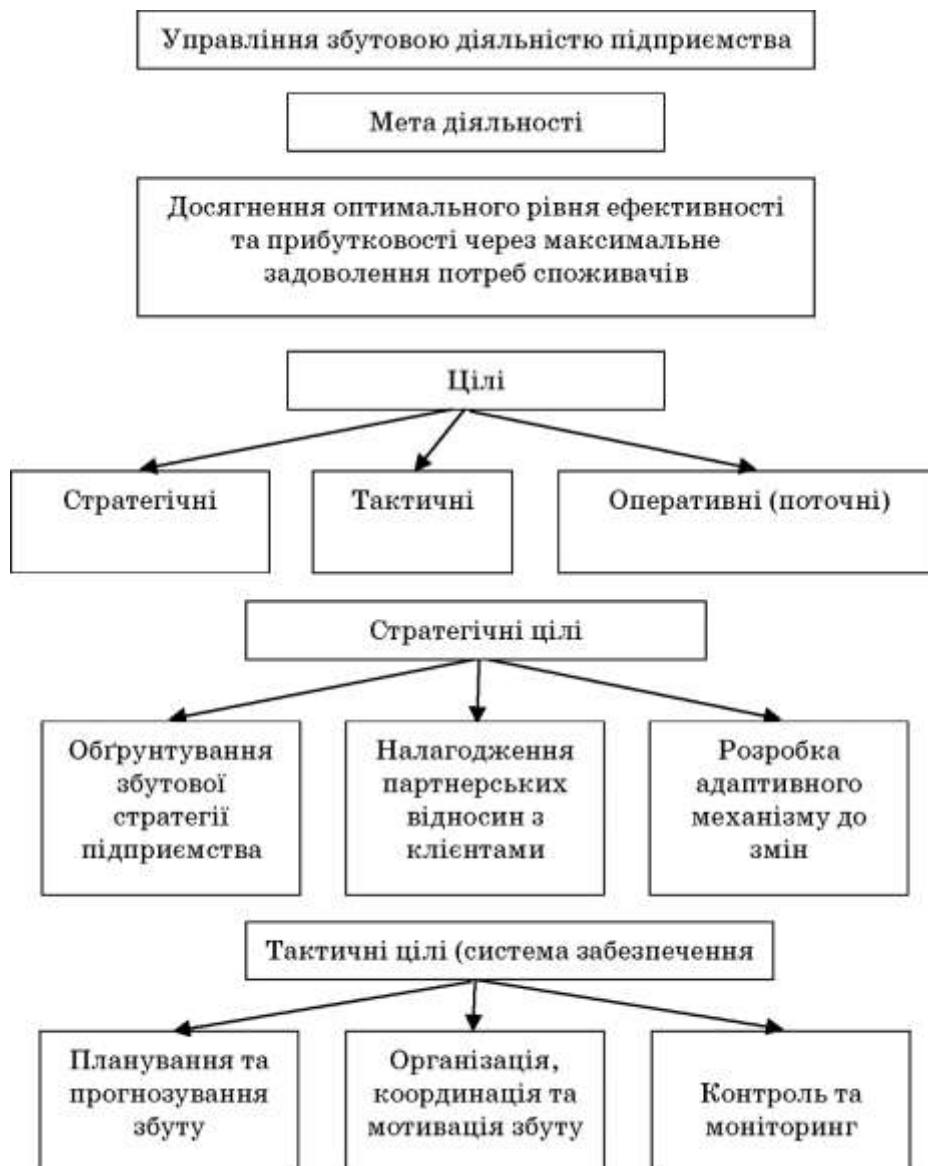 Управління збутовою діяльністю підприємства
Мета діяльності
Досягнення оптимального рівня ефективності
та прибутковості через максимальне
задоволення потреб споживачів
Цілі
Стратегічні
Тактичні
Оперативні (поточні)
Стратегічні цілі
Обґрунтування
збутової
стратегії
підприємства
Налагодження
партнерських
відносин з
клієнтами
Розробка
адаптивного
механізму до
змін
Тактичні цілі (система забезпечення
Планування та
прогнозування
збуту
Організація,
координація та
мотивація збуту
Контроль та
моніторинг